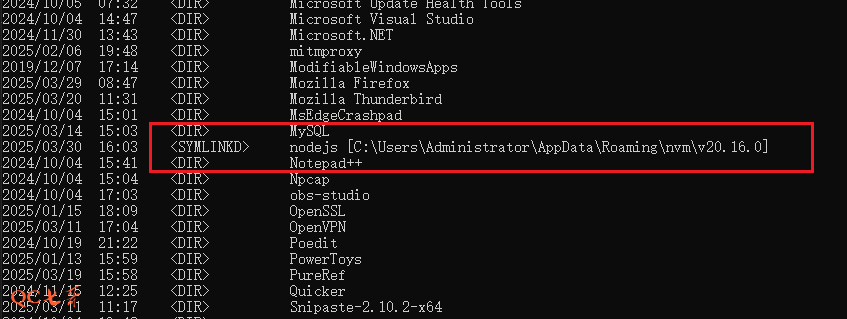 2024/10/05  07:32    <DIR>          Microsoft Update Health Tools
2024/10/04  14:47    <DIR>          Microsoft Visual Studio
2024/11/30  13:43    <DIR>          Microsoft.NET
2025/02/06  19:48    <DIR>          mitmproxy
2019/12/07  17:14    <DIR>          ModifiableWindowsApps
2025/03/29  08:47    <DIR>          Mozilla Firefox
2025/03/20  11:31    <DIR>          Mozilla Thunderbird
2024/10/04  15:01    <DIR>          MsEdgeCrashpad
2025/03/14  15:03    <DIR>          MySQL
2025/03/30  16:03    <SYMLINKD>     nodejs [C:\Users\Administrator\AppData\Roaming\nvm\v20.16.0]
2024/10/04  15:41    <DIR>          Notepad++
2024/10/04  15:04    <DIR>          Npcap
2024/10/04  17:03    <DIR>          obs-studio
2025/01/15  18:09    <DIR>          OpenSSL
2025/03/11  17:04    <DIR>          OpenVPN
2024/10/19  21:22    <DIR>          Poedit
2025/01/13  15:59    <DIR>          PowerToys
2025/03/19  15:58    <DIR>          PureRef
2024/11/15  12:25    <DIR>          Quicker
2025/03/11  11:17    <DIR>          Snipaste-2.10.2-x64